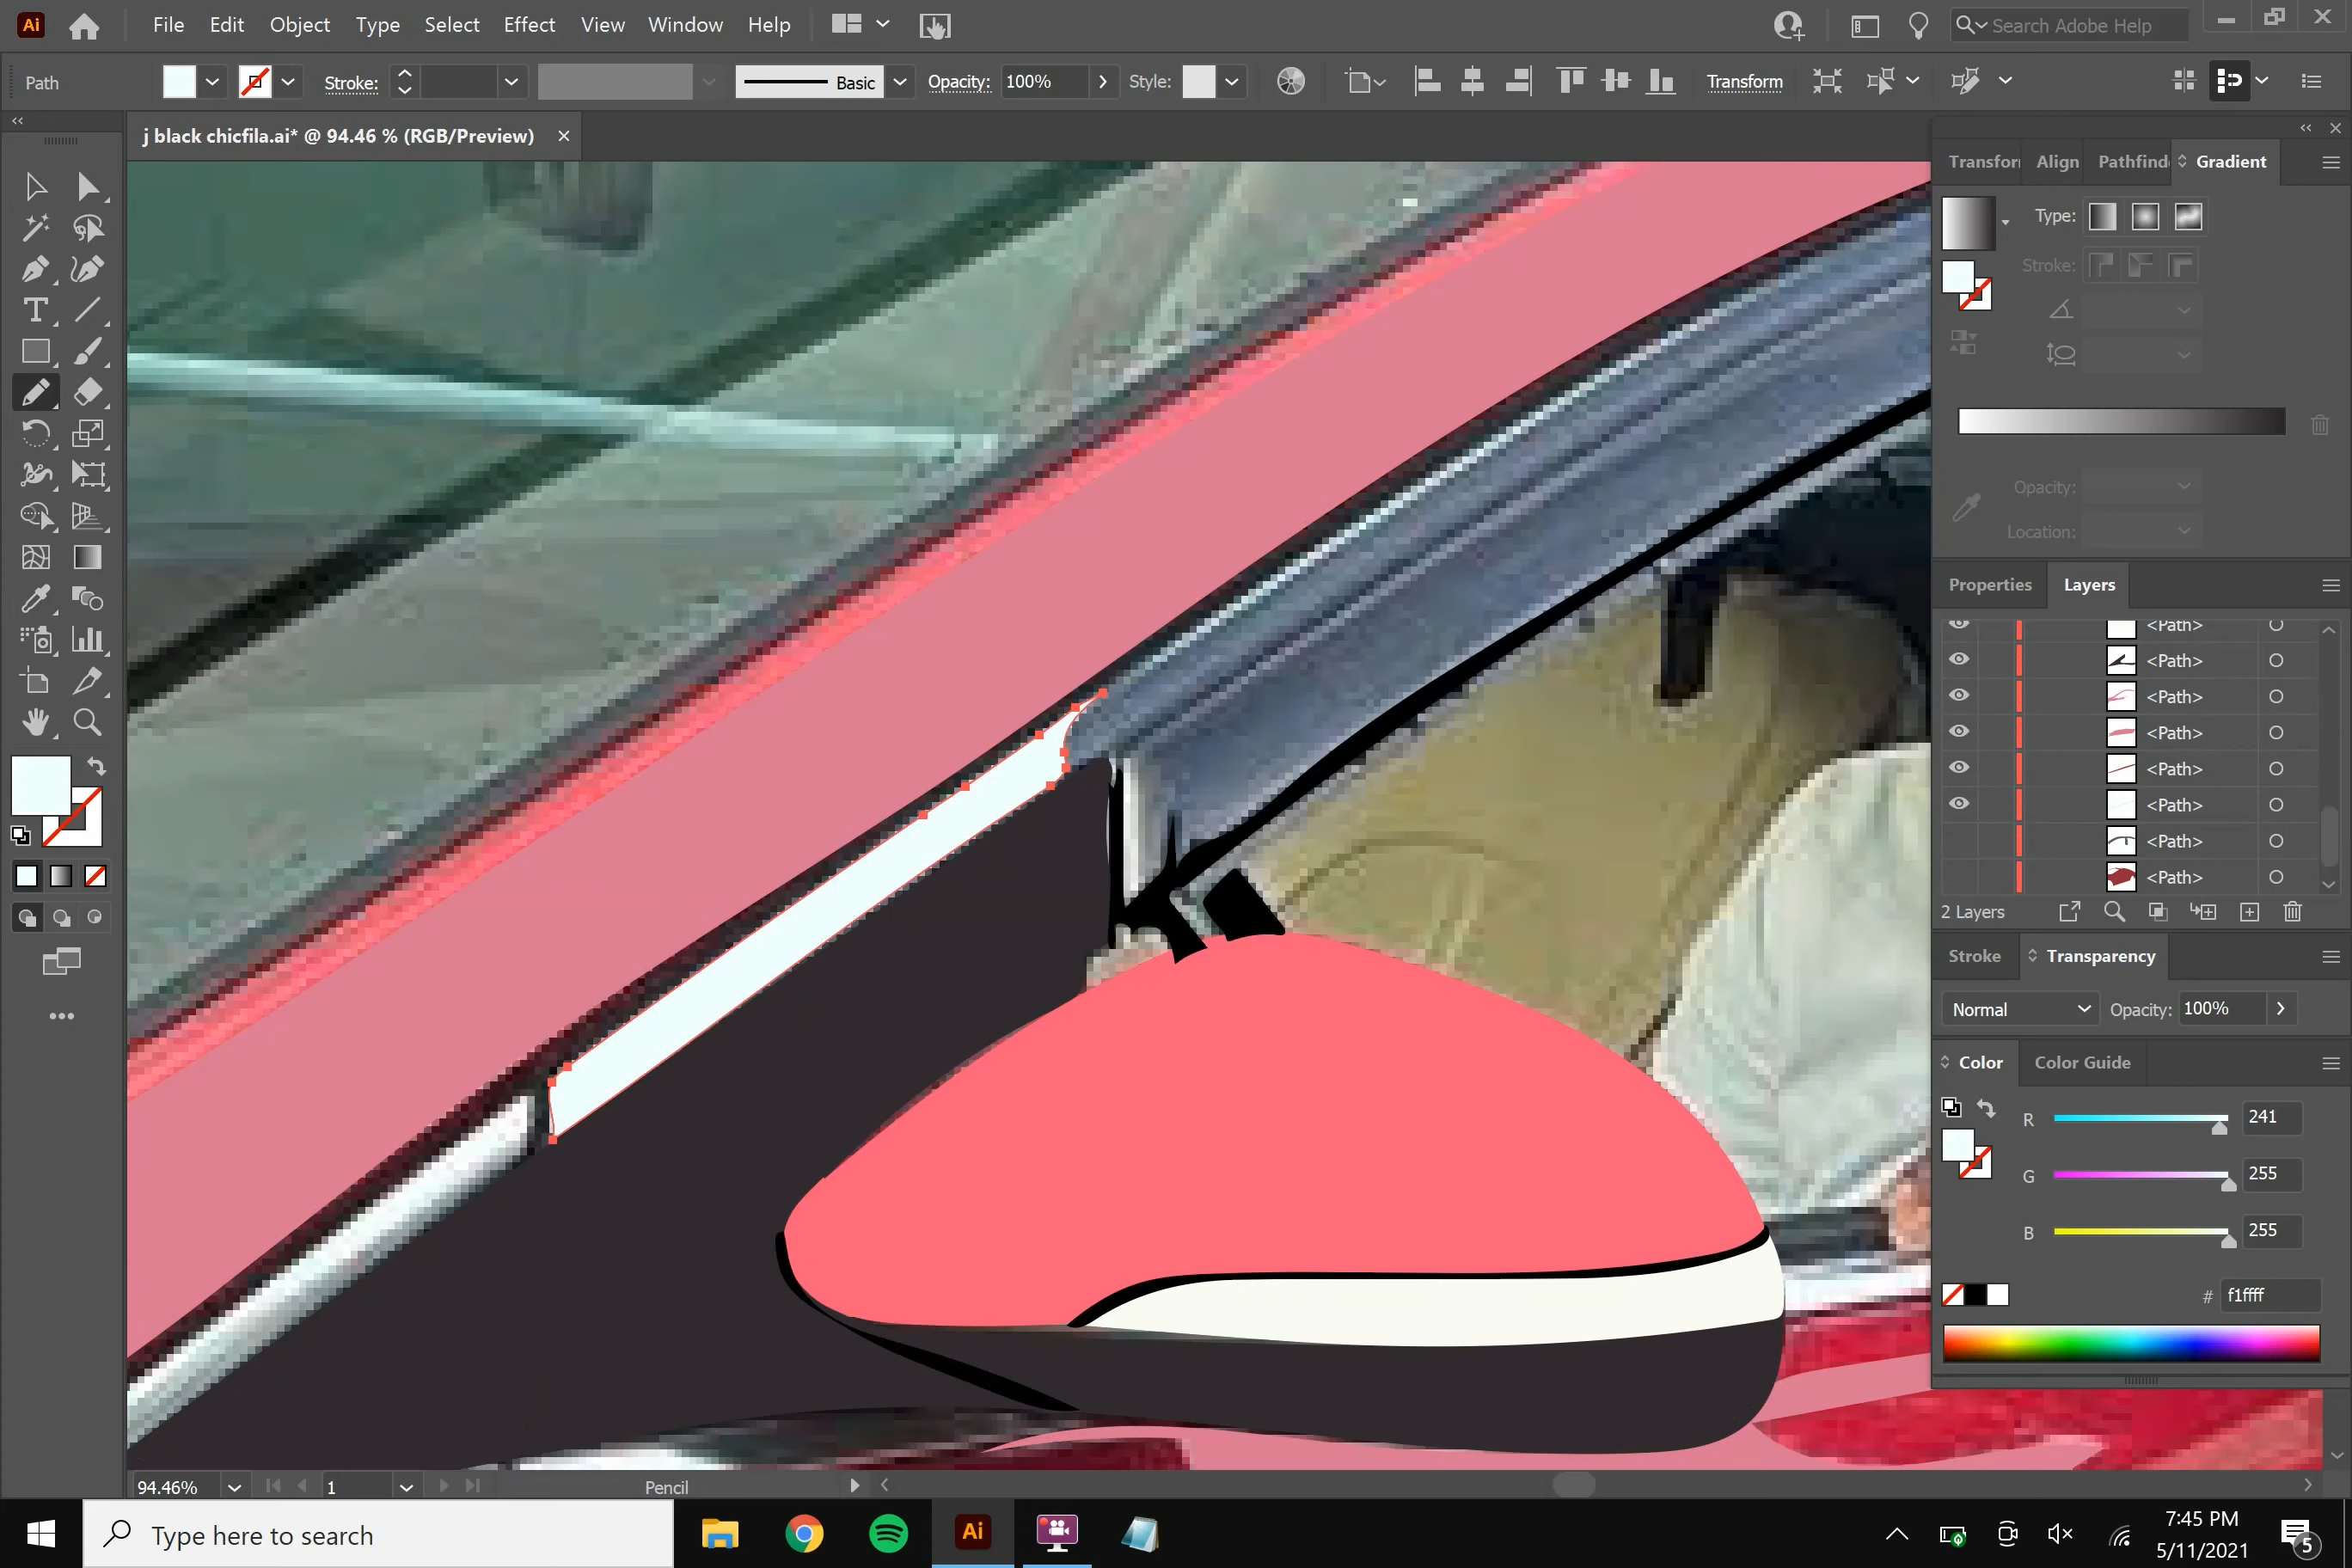 Ai File Edit Object Type Select Effect View Window Help Search Adobe Help
Path Stroke: Basic Opacity: 100% Style: Transform
j black chicfila.ai* @ 94.46 % (RGB/Preview)
Align Gradient
Type:
Stroke:
Opacity:
Location:
Properties Layers
<Path>
<Path>
<Path>
<Path>
<Path>
<Path>
<Path>
<Path>
2 Layers
Stroke Transparency
Normal Opacity: 100%
Color Color Guide
R 241
G 255
B 255
# f1ffff
94.46% 1 Pencil
Type here to search
Ai
7:45 PM
5/11/2021
5